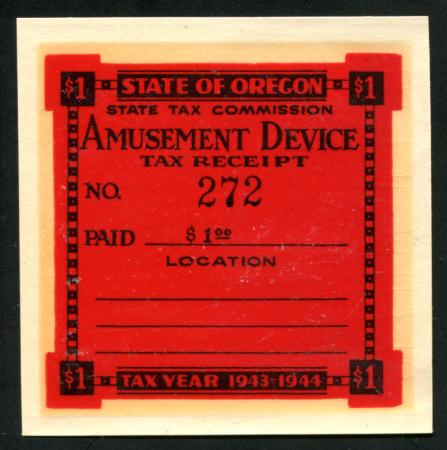 $1 STATE OF OREGON $1
STATE TAX COMMISSION
AMUSEMENT DEVICE
TAX RECEIPT
NO. 272
PAID $1.00
LOCATION
$1 TAX YEAR 1943-1944 $1